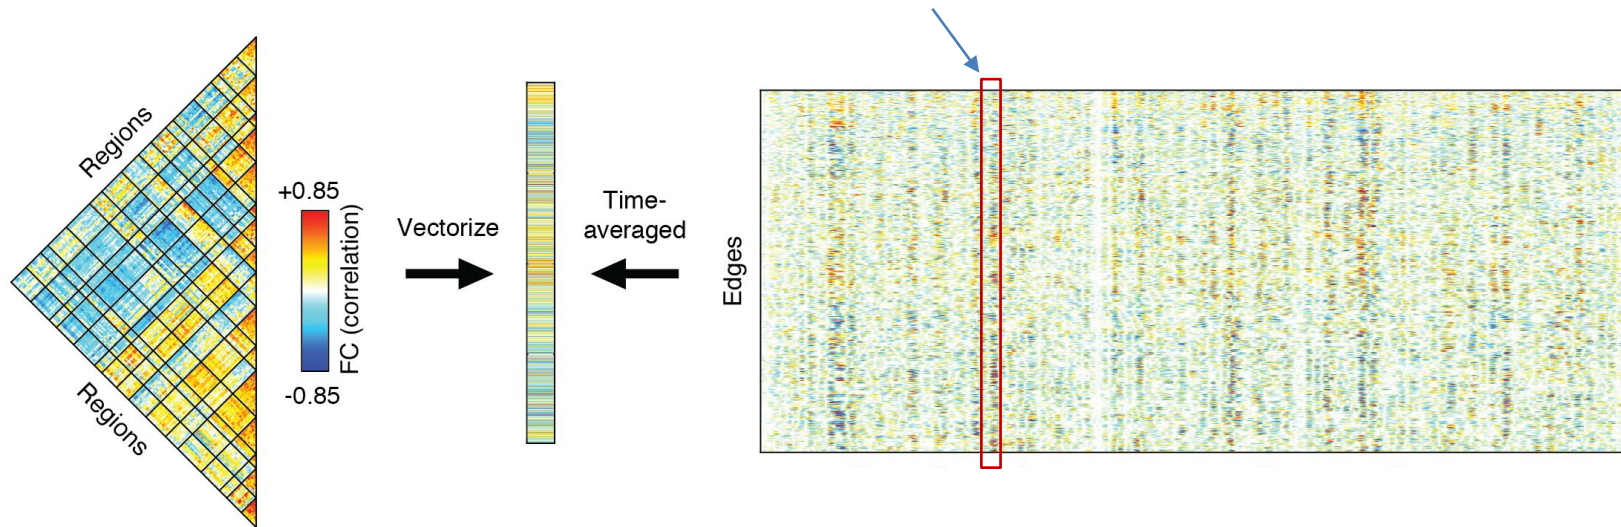 Regions
Regions
+0.85
FC (correlation)
-0.85
Vectorize
Time-
averaged
Edges